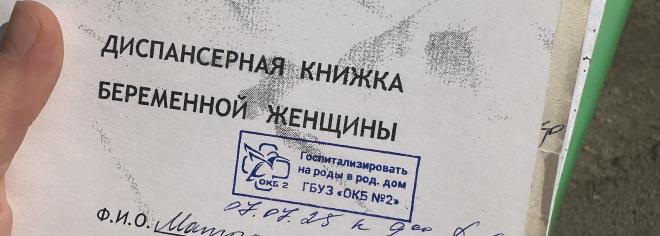 ДИСПАНСЕРНАЯ КНИЖКА
БЕРЕМЕННОЙ ЖЕНЩИНЫ
Госпитализировать
на роды в род. дом
ГБУЗ «ОКБ №2»
ОКБ 2
07.07.25 к
Ф.И.О.